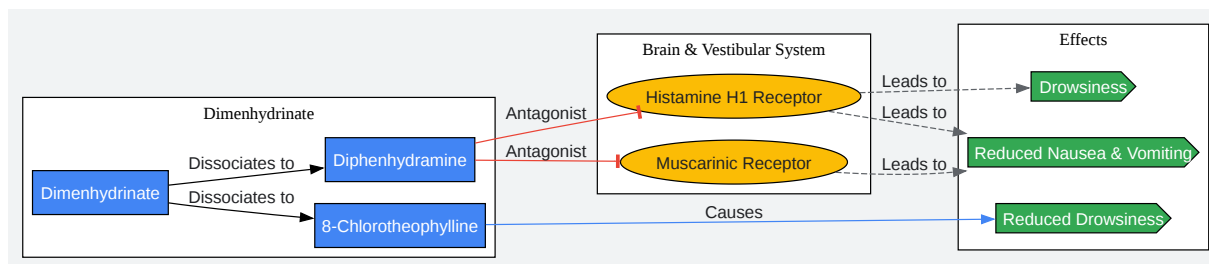 Dimenhydrinate
Dimenhydrinate
Dissociates to
Dissociates to
Diphenhydramine
8-Chlorotheophylline
Antagonist
Antagonist
Causes
Brain & Vestibular System
Histamine H1 Receptor
Muscarinic Receptor
Leads to
Leads to
Leads to
Effects
Drowsiness
Reduced Nausea & Vomiting
Reduced Drowsiness